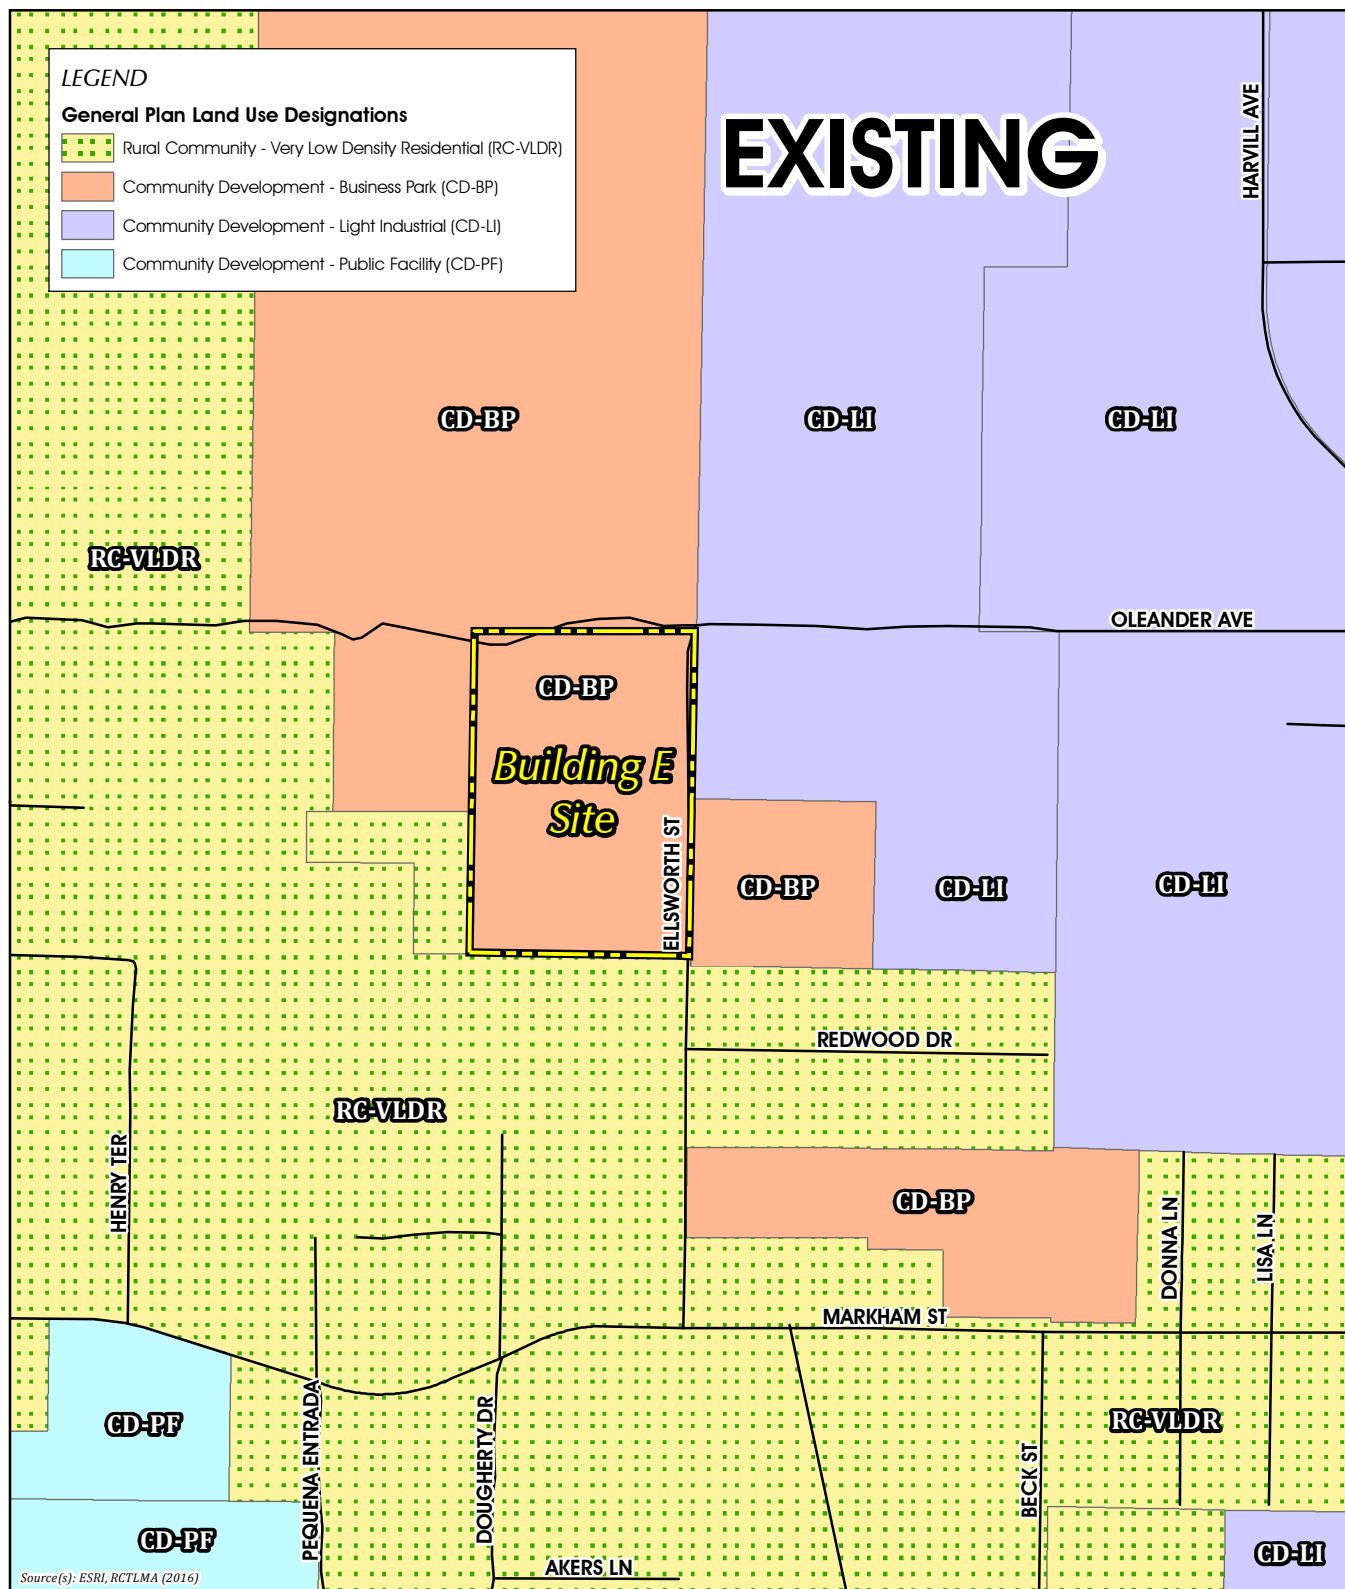 LEGEND
General Plan Land Use Designations
Rural Community - Very Low Density Residential (RC-VLDR)
Community Development - Business Park (CD-BP)
Community Development - Light Industrial (CD-LI)
Community Development - Public Facility (CD-PF)
EXISTING
HARVILL AVE
CD-BP
CD-LI
CD-LI
RC-VLDR
OLEANDER AVE
CD-BP
Building E
Site
ELLSWORTH ST
CD-BP
CD-LI
CD-LI
REDWOOD DR
RC-VLDR
HENRY TER
CD-BP
DONNA LN
LISA LN
MARKHAM ST
CD-PF
PEQUENA ENTRADA
DOUGHERTY DR
RC-VLDR
BECK ST
CD-PF
CD-LI
AKERS LN
Source(s): ESRI, RCTLMA (2016)